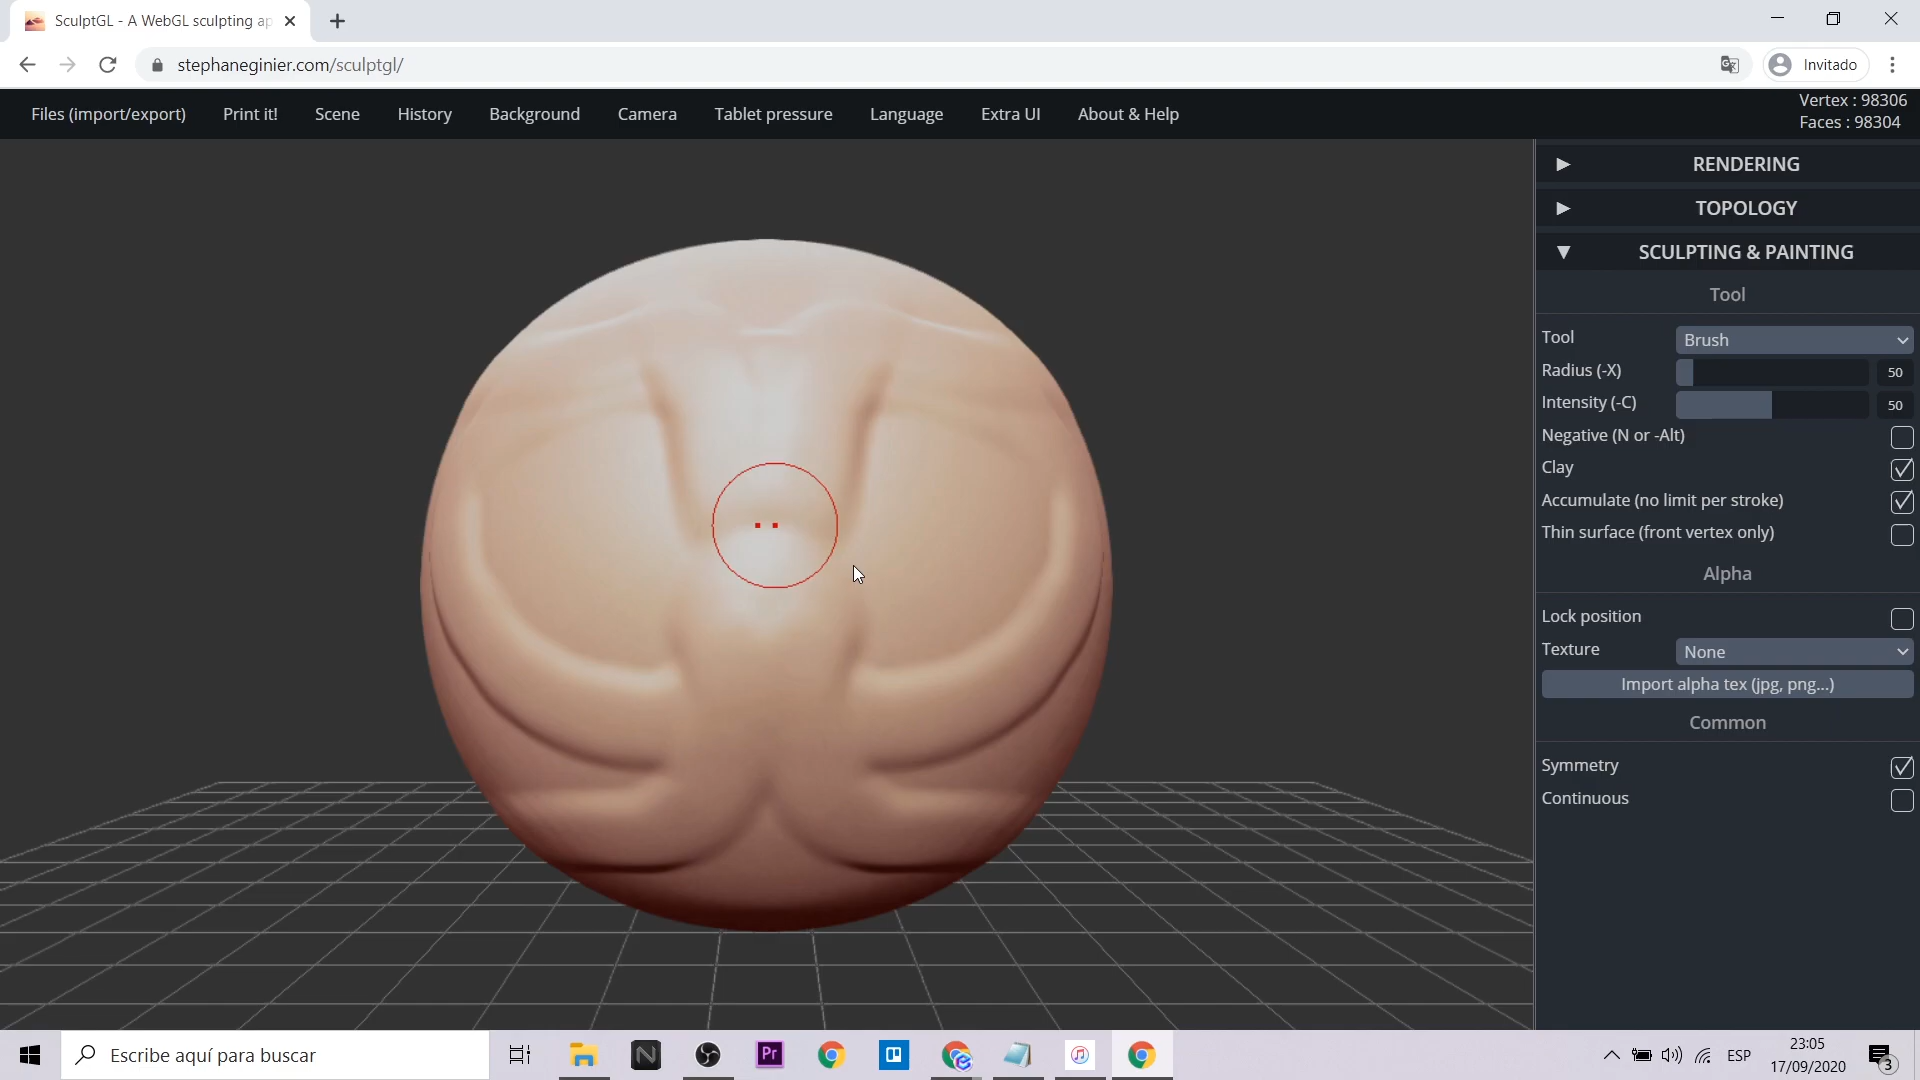 SculptGL - A WebGL sculpting ap
stephaneginier.com/sculptgl/
Invitado
Files (import/export) Print it! Scene History Background Camera Tablet pressure Language Extra UI About & Help
Vertex : 98306
Faces : 98304
RENDERING
TOPOLOGY
SCULPTING & PAINTING
Tool
Tool Brush
Radius (-X) 50
Intensity (-C) 50
Negative (N or -Alt)
Clay
Accumulate (no limit per stroke)
Thin surface (front vertex only)
Alpha
Lock position
Texture None
Import alpha tex (jpg, png...)
Common
Symmetry
Continuous
Escribe aquí para buscar
N
Pr
ESP
23:05
17/09/2020
3